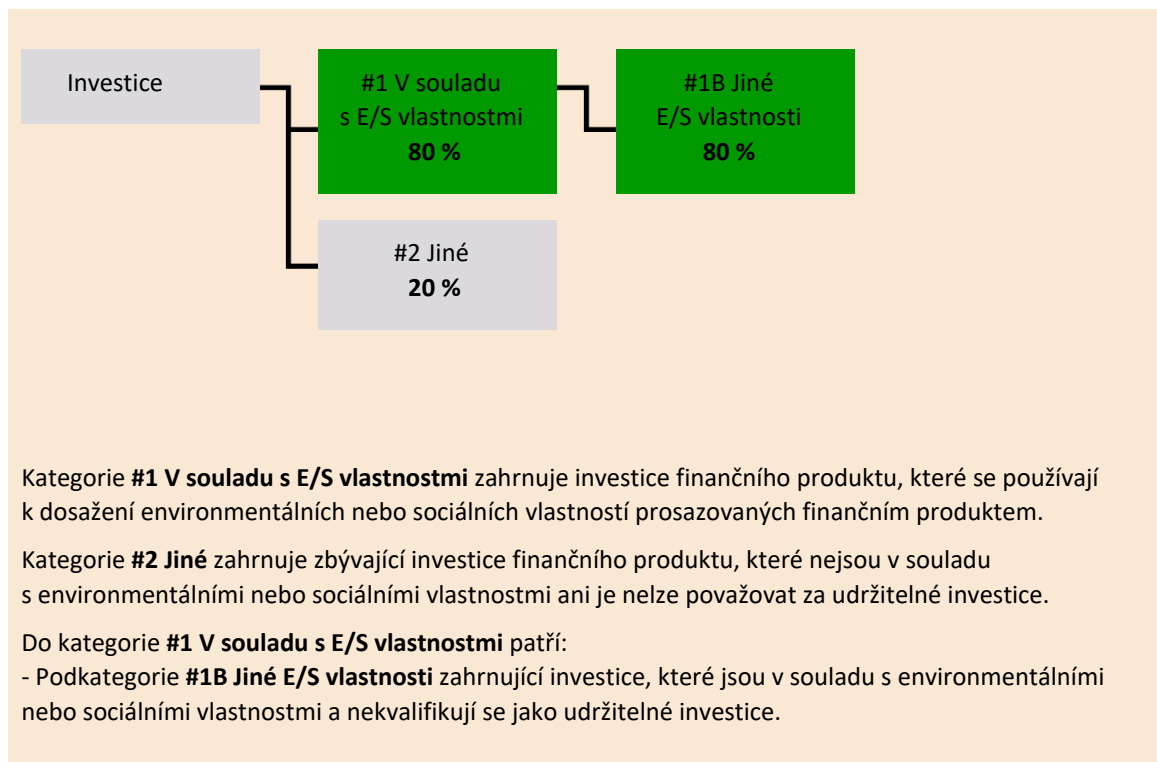 Investice
#1 V souladu
s E/S vlastnostmi
80 %
#1B Jiné
E/S vlastnosti
80 %
#2 Jiné
20 %
Kategorie #1 V souladu s E/S vlastnostmi zahrnuje investice finančního produktu, které se používají
k dosažení environmentálních nebo sociálních vlastností prosazovaných finančním produktem.
Kategorie #2 Jiné zahrnuje zbývající investice finančního produktu, které nejsou v souladu
s environmentálními nebo sociálními vlastnostmi ani je nelze považovat za udržitelné investice.
Do kategorie #1 V souladu s E/S vlastnostmi patří:
- Podkategorie #1B Jiné E/S vlastnosti zahrnující investice, které jsou v souladu s environmentálními
nebo sociálními vlastnostmi a nekvalifikují se jako udržitelné investice.